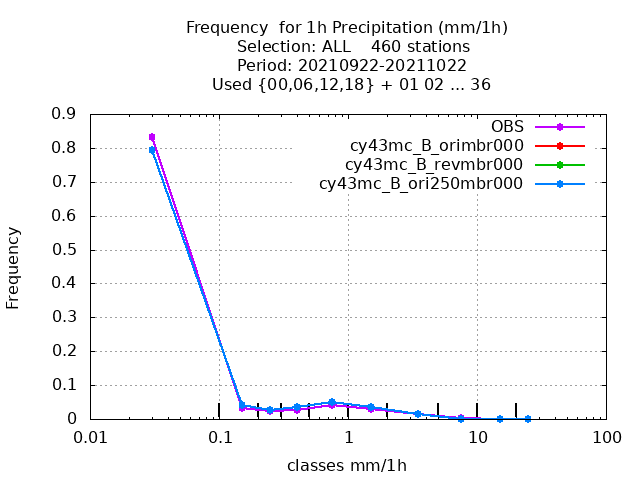 Frequency  for 1h Precipitation (mm/1h)
Selection: ALL    460 stations
Period: 20210922-20211022
Used {00,06,12,18} + 01 02 ... 36
OBS
cy43mc_B_orimbr000
cy43mc_B_revmbr000
cy43mc_B_ori250mbr000
Frequency
0.9
0.8
0.7
0.6
0.5
0.4
0.3
0.2
0.1
0
0.01 0.1 1 10 100
classes mm/1h